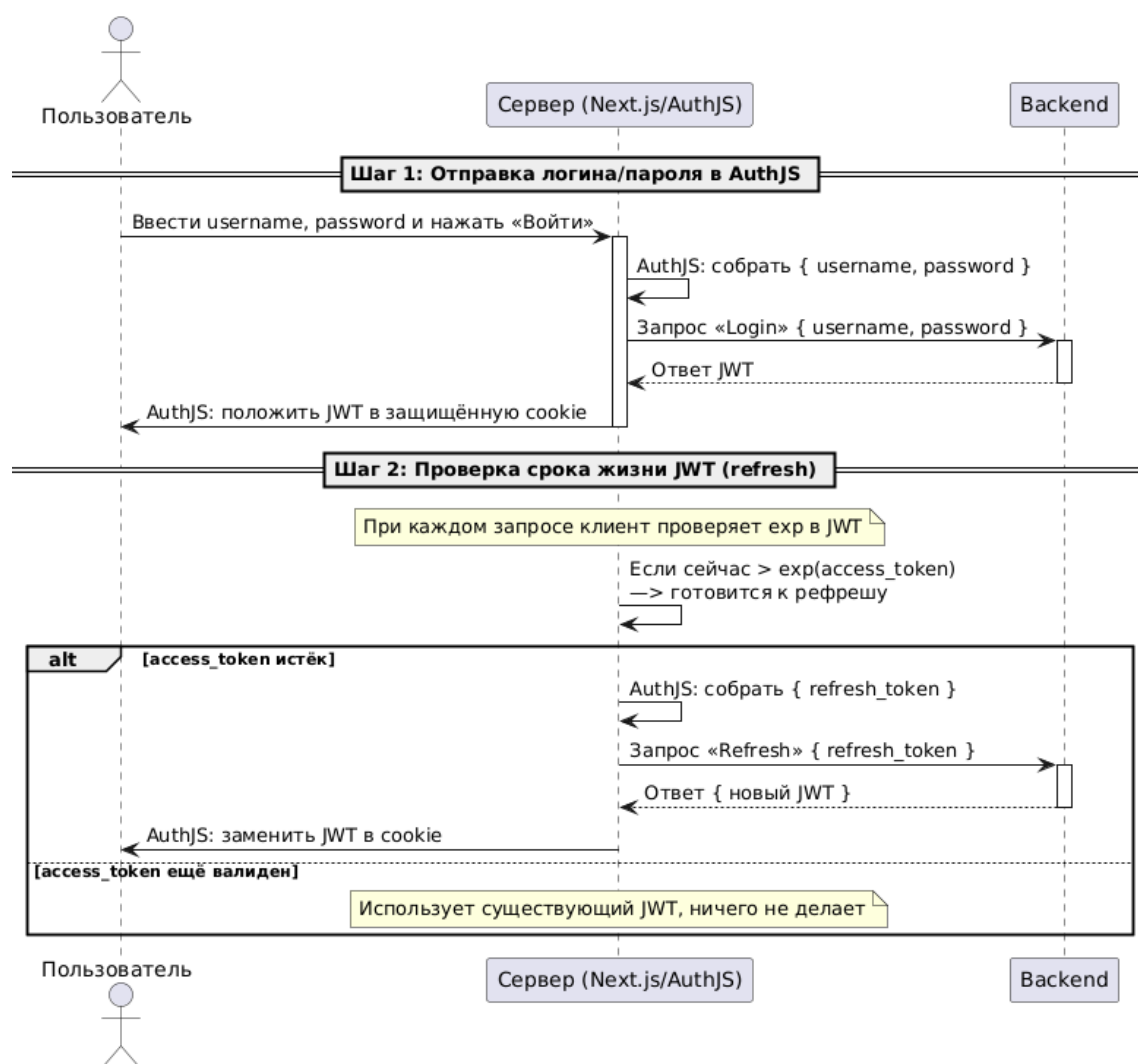 Пользователь
Сервер (Next.js/AuthJS)
Backend
Шаг 1: Отправка логина/пароля в AuthJS
Ввести username, password и нажать «Войти»
AuthJS: собрать { username, password }
Запрос «Login» { username, password }
Ответ JWT
AuthJS: положить JWT в защищённую cookie
Шаг 2: Проверка срока жизни JWT (refresh)
При каждом запросе клиент проверяет exp в JWT
Если сейчас > exp(access_token)
—> готовится к рефрешу
alt
[access_token истёк]
AuthJS: собрать { refresh_token }
Запрос «Refresh» { refresh_token }
Ответ { новый JWT }
AuthJS: заменить JWT в cookie
[access_token ещё валиден]
Использует существующий JWT, ничего не делает
Пользователь
Сервер (Next.js/AuthJS)
Backend